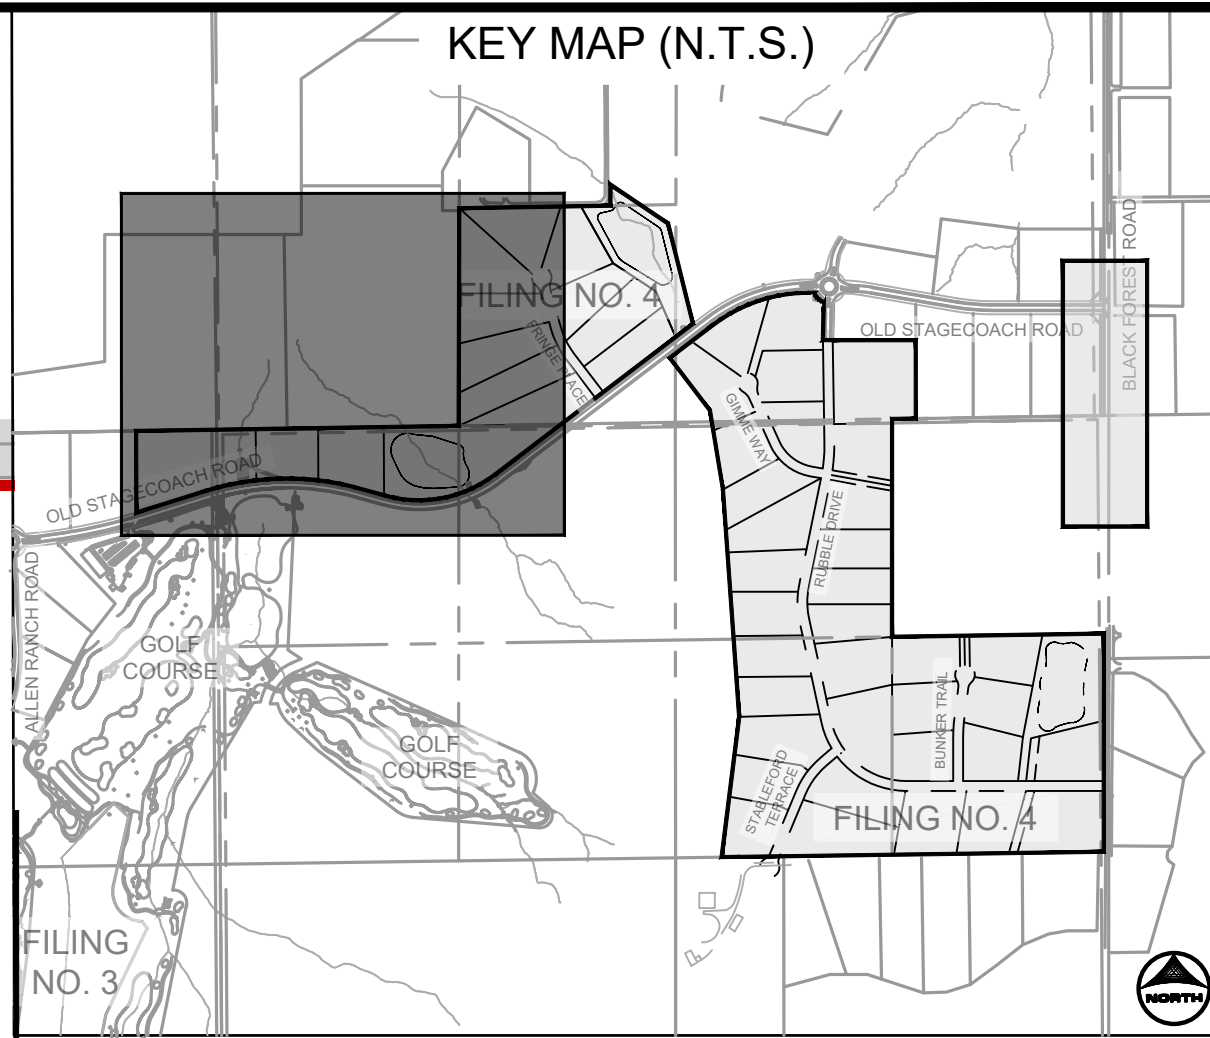 KEY MAP (N.T.S.)
BLACK FOREST ROAD
FILING NO. 4
FRINGE PLACE
OLD STAGECOACH ROAD
GIMME WAY
OLD STAGECOACH ROAD
RUBBLE DRIVE
ALLEN RANCH ROAD
GOLF
COURSE
BUNKER TRAIL
GOLF
COURSE
STABLEFORD
TERRACE
FILING NO. 4
FILING
NO. 3
NORTH